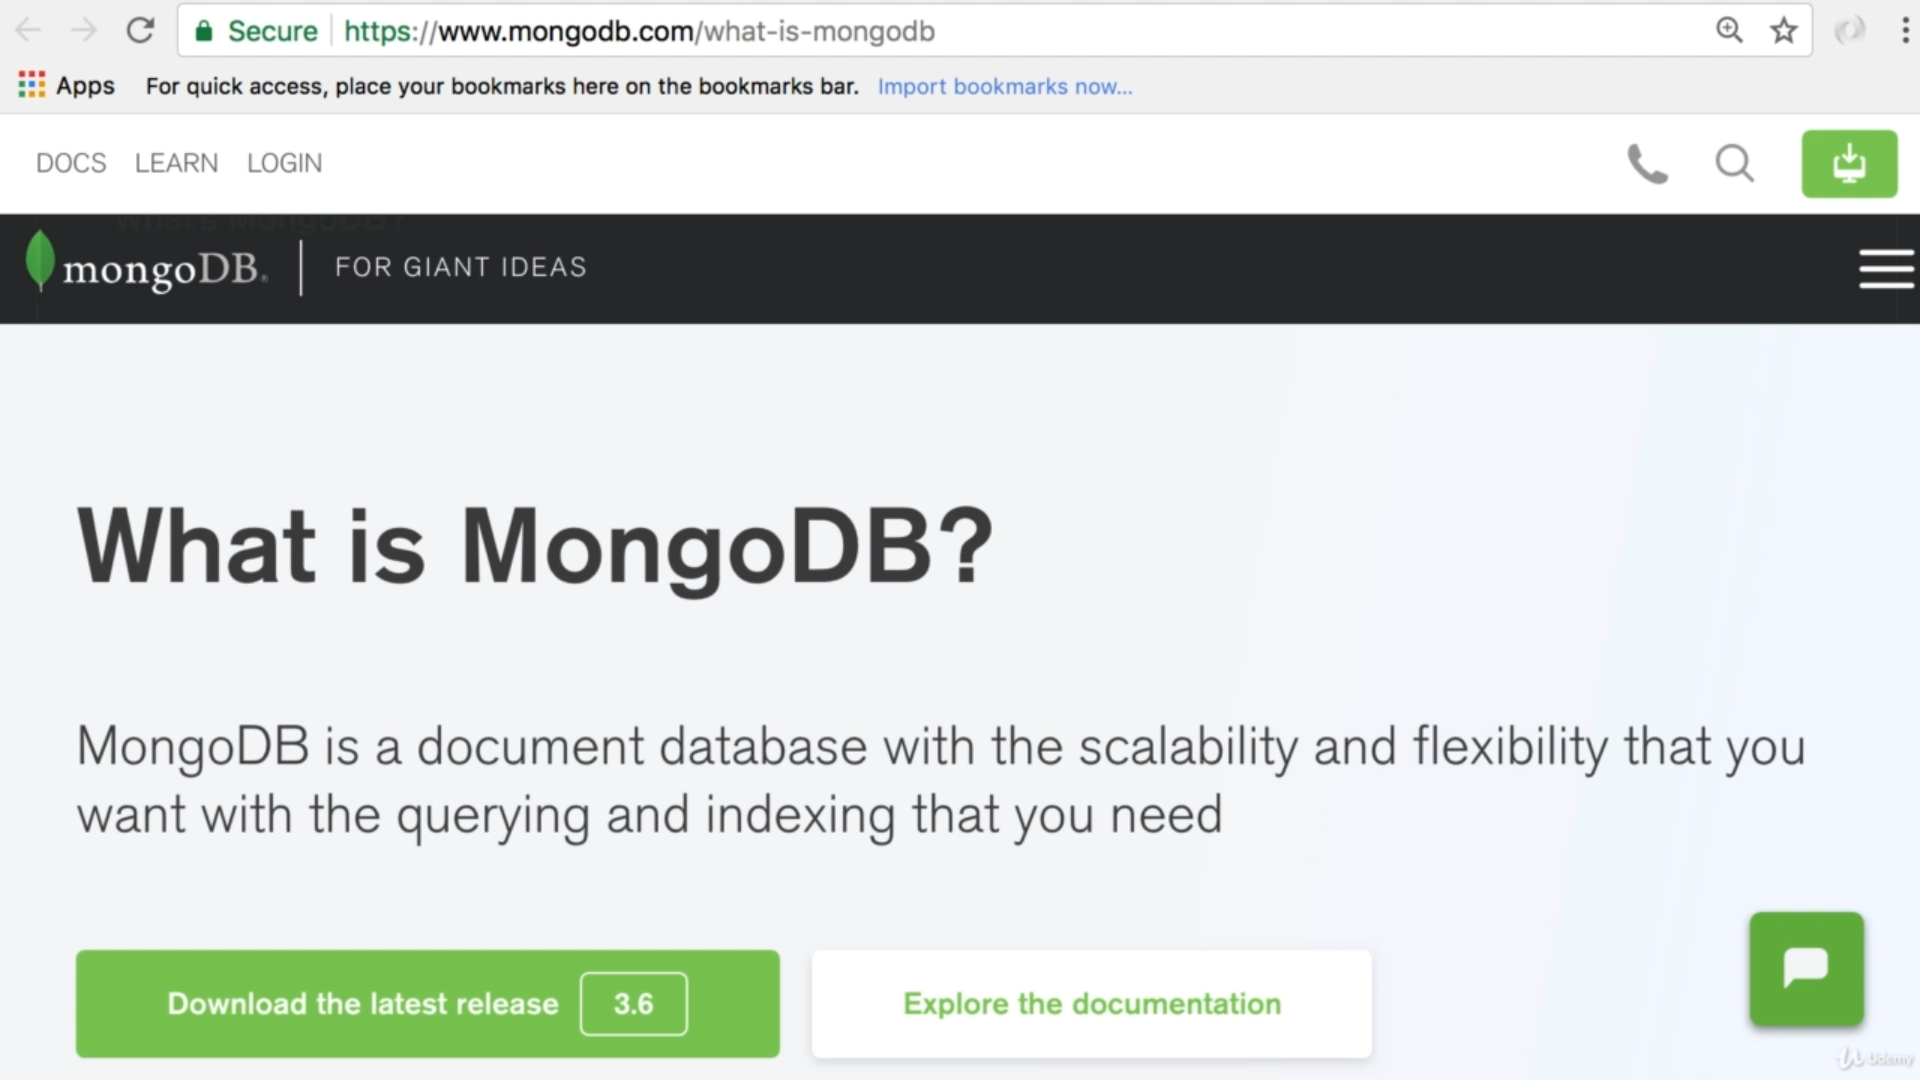 Secure https://www.mongodb.com/what-is-mongodb
Apps For quick access, place your bookmarks here on the bookmarks bar. Import bookmarks now...
DOCS LEARN LOGIN
What's MongoDB?
mongoDB. FOR GIANT IDEAS
What is MongoDB?
MongoDB is a document database with the scalability and flexibility that you
want with the querying and indexing that you need
Download the latest release 3.6
Explore the documentation
Udemy